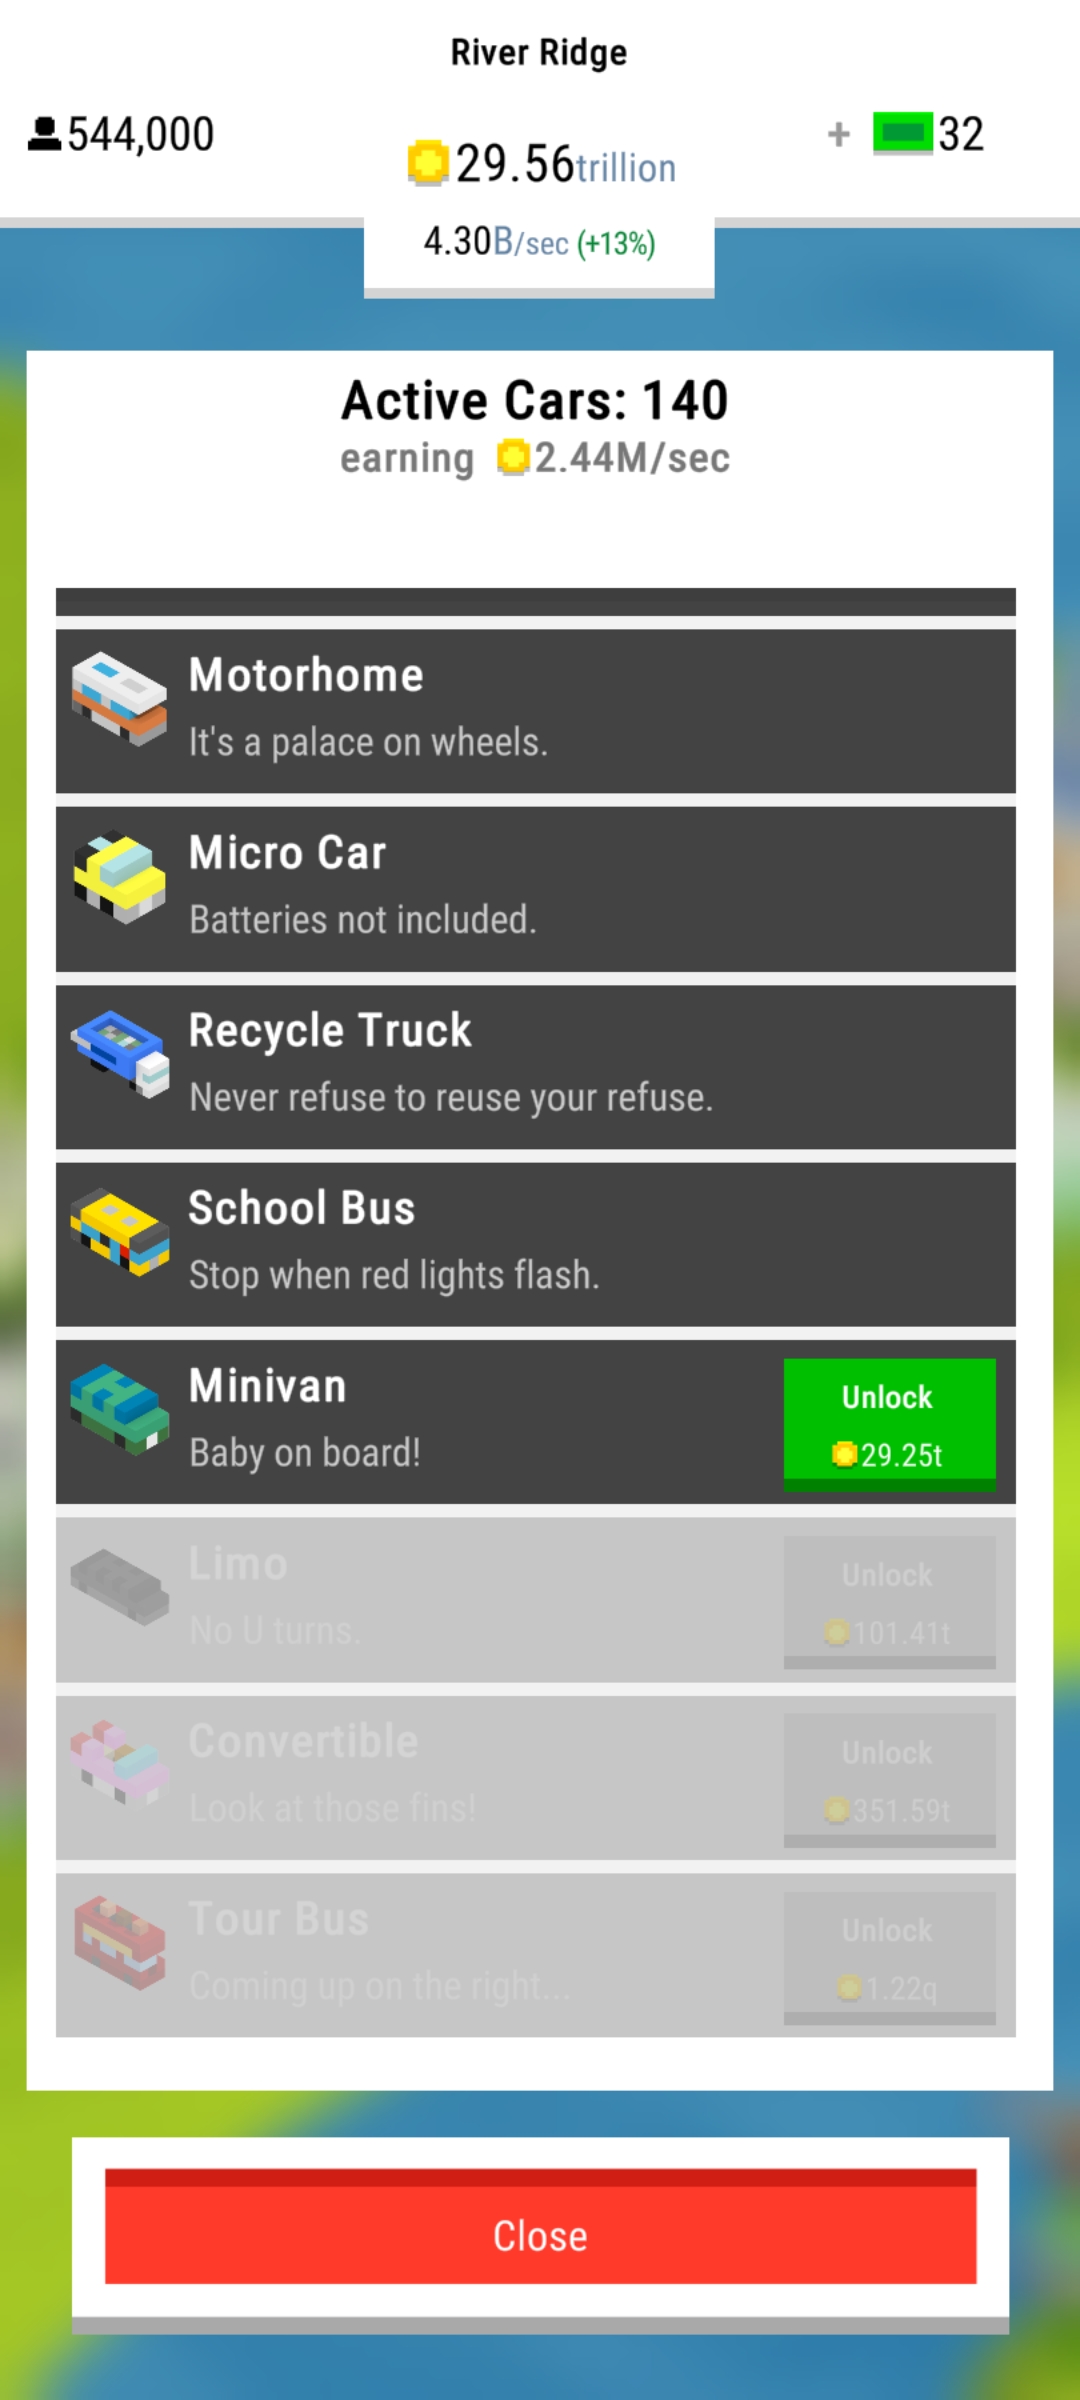 River Ridge
544,000
29.56trillion
+ 32
4.30B/sec (+13%)
Active Cars: 140
earning 2.44M/sec
Motorhome
It's a palace on wheels.
Micro Car
Batteries not included.
Recycle Truck
Never refuse to reuse your refuse.
School Bus
Stop when red lights flash.
Minivan
Baby on board!
Unlock
29.25t
Limo
No U turns.
Unlock
101.41t
Convertible
Look at those fins!
Unlock
351.59t
Tour Bus
Coming up on the right...
Unlock
1.22q
Close